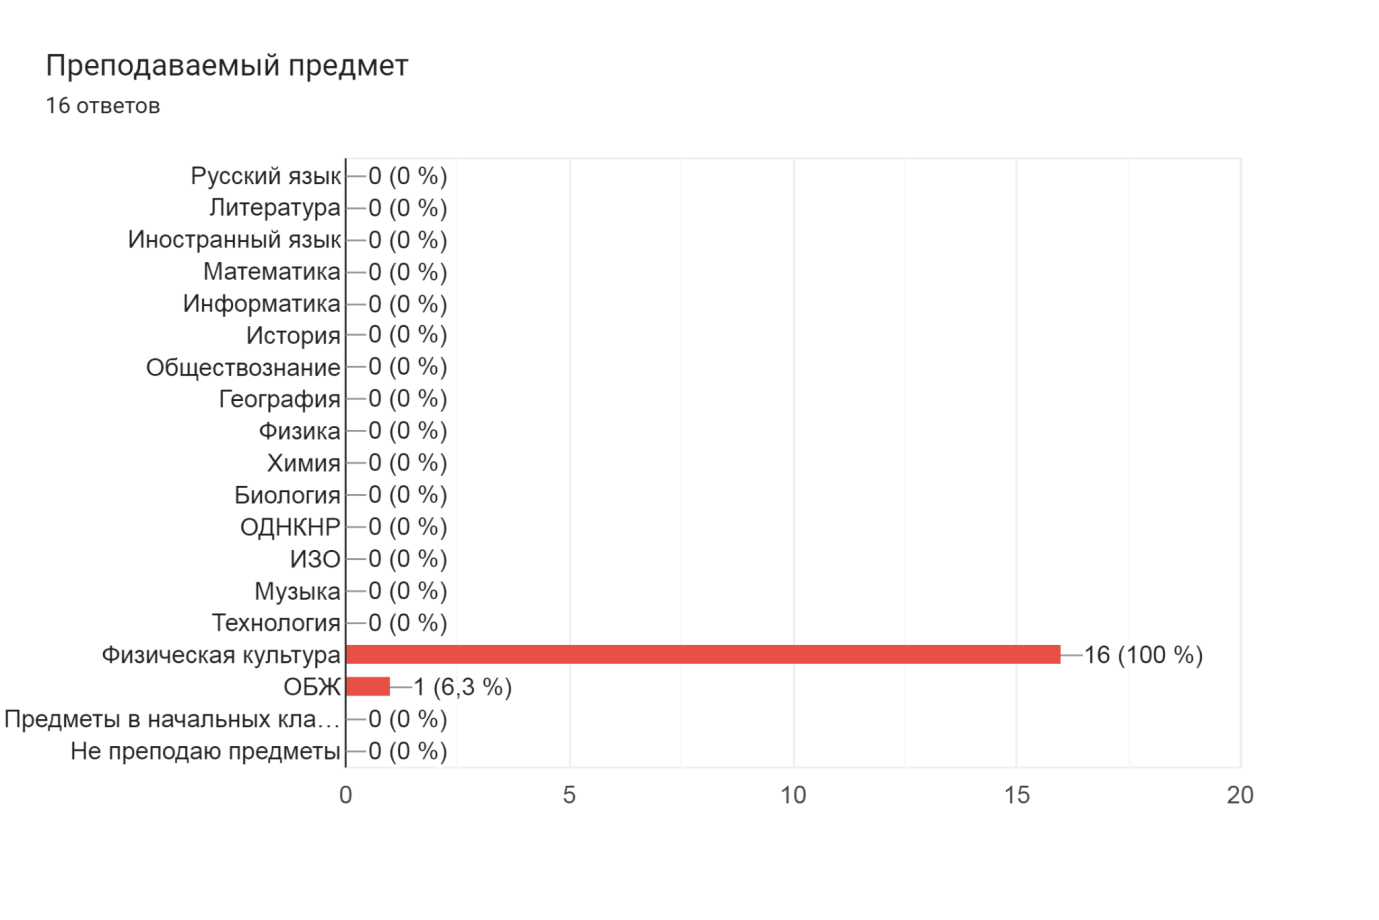 Преподаваемый предмет
16 ответов
Русский язык 0 (0 %)
Литература 0 (0 %)
Иностранный язык 0 (0 %)
Математика 0 (0 %)
Информатика 0 (0 %)
История 0 (0 %)
Обществознание 0 (0 %)
География 0 (0 %)
Физика 0 (0 %)
Химия 0 (0 %)
Биология 0 (0 %)
ОДНКНР 0 (0 %)
ИЗО 0 (0 %)
Музыка 0 (0 %)
Технология 0 (0 %)
Физическая культура 16 (100 %)
ОБЖ 1 (6,3 %)
Предметы в начальных кла… 0 (0 %)
Не преподаю предметы 0 (0 %)
0 5 10 15 20